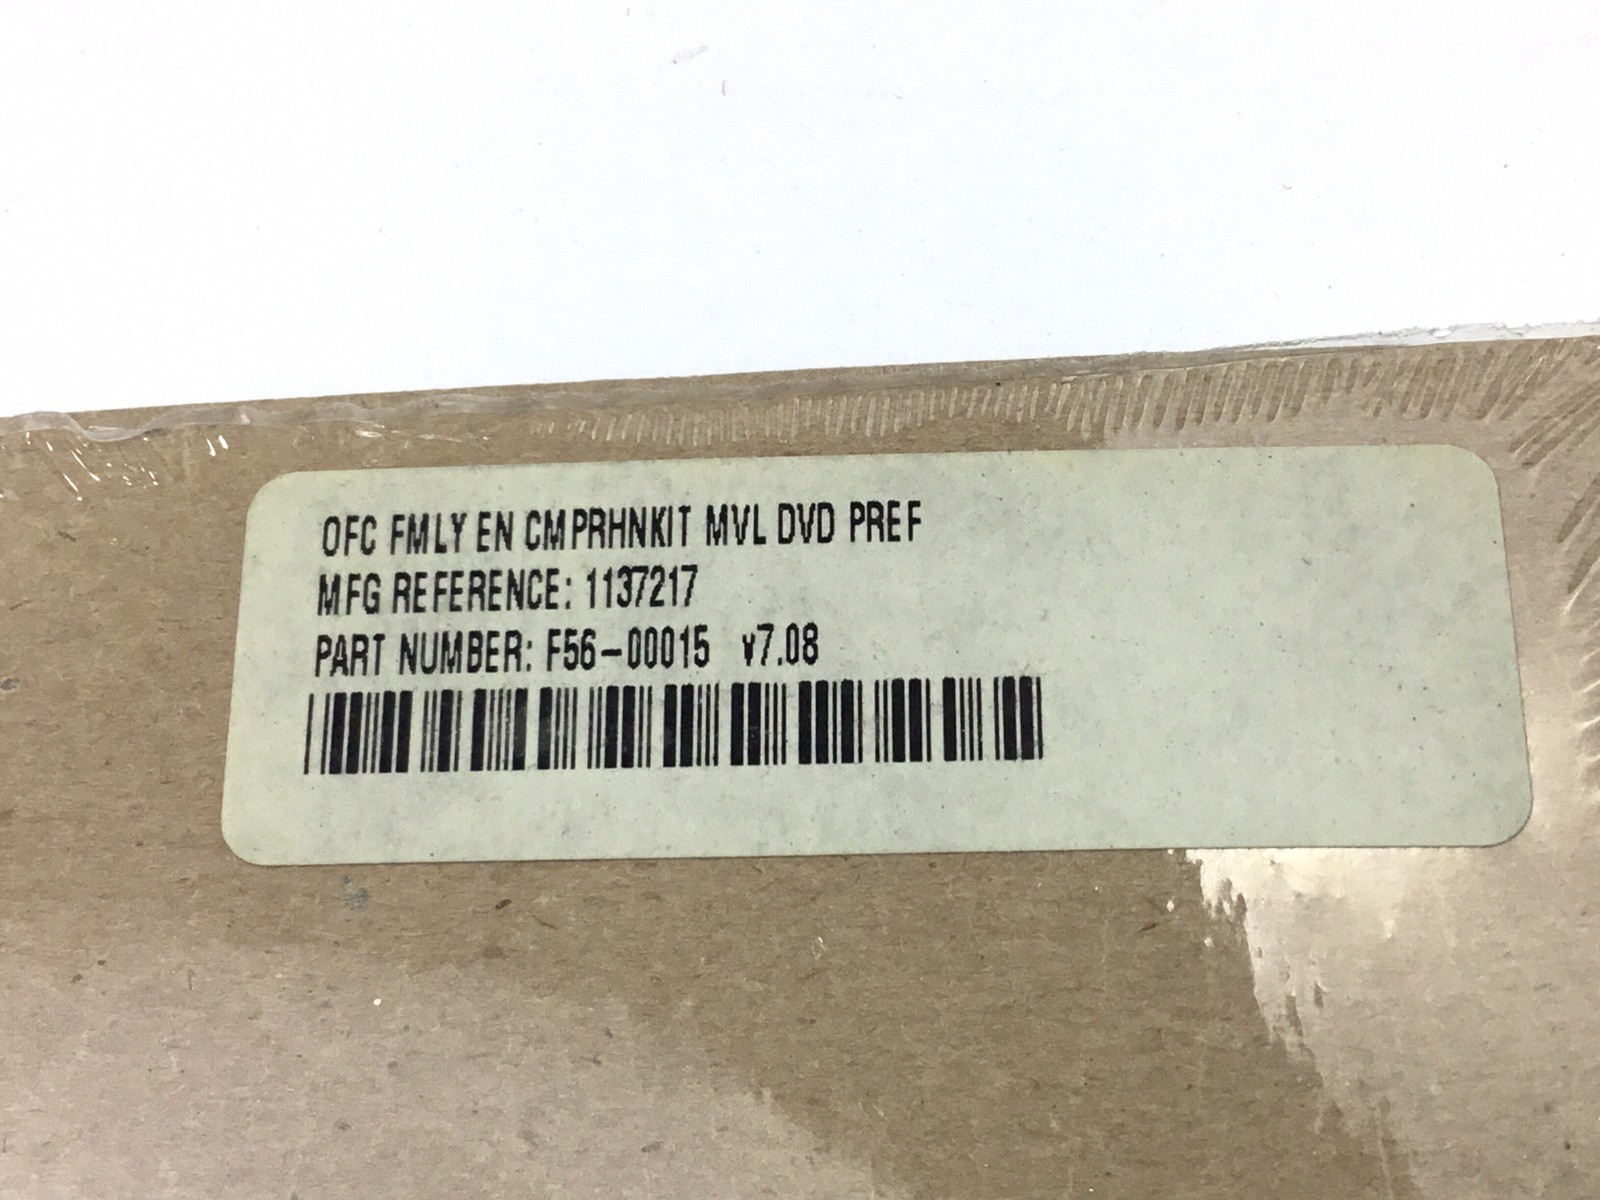 OFC FMLY EN CMPRHNKIT MVL DVD PREF
MFG REFERENCE: 1137217
PART NUMBER: F56-00015 v7.08